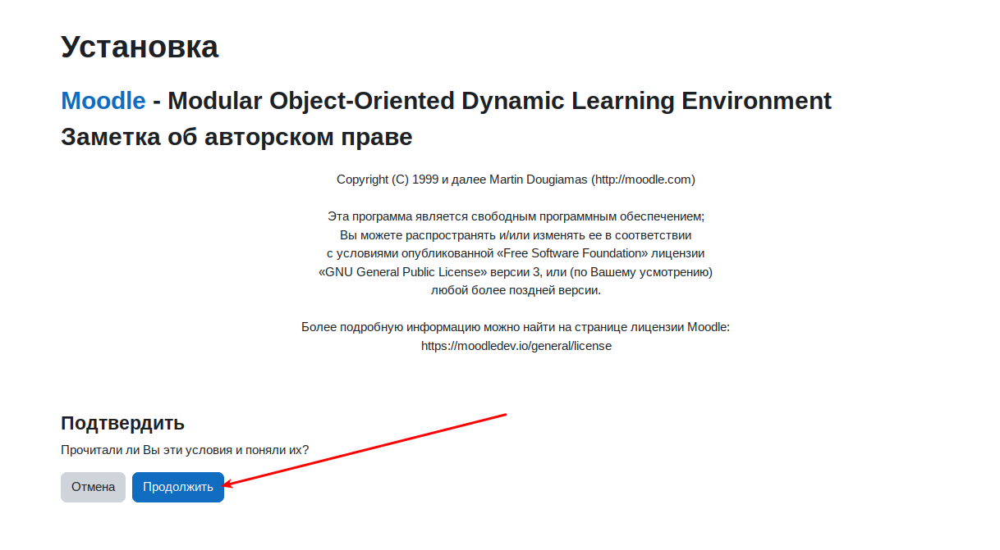 Установка
Moodle - Modular Object-Oriented Dynamic Learning Environment
Заметка об авторском праве
Copyright (C) 1999 и далее Martin Dougiamas (http://moodle.com)
Эта программа является свободным программным обеспечением;
Вы можете распространять и/или изменять ее в соответствии
с условиями опубликованной «Free Software Foundation» лицензии
«GNU General Public License» версии 3, или (по Вашему усмотрению)
любой более поздней версии.
Более подробную информацию можно найти на странице лицензии Moodle:
https://moodledev.io/general/license
Подтвердить
Прочитали ли Вы эти условия и поняли их?
Отмена Продолжить